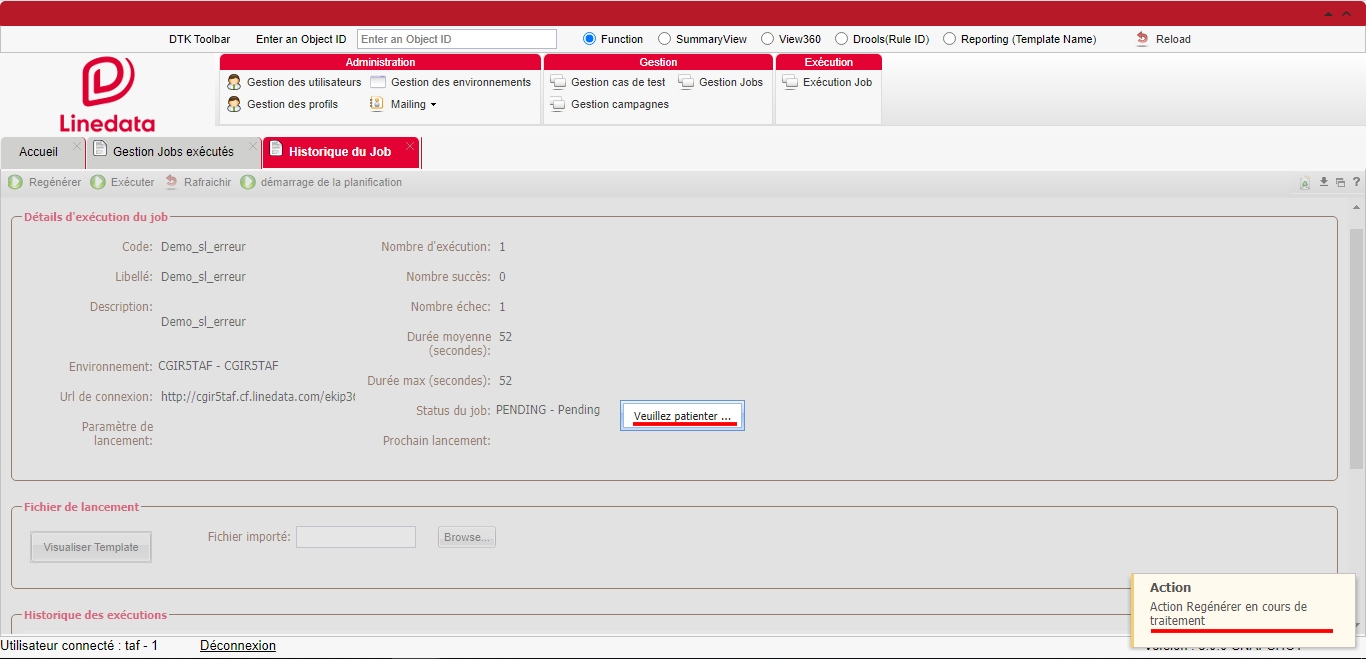 DTK Toolbar Enter an Object ID Enter an Object ID Function SummaryView View360 Drools(Rule ID) Reporting (Template Name) Reload
Linedata
Administration
Gestion des utilisateurs Gestion des environnements
Gestion des profils Mailing
Gestion
Gestion cas de test Gestion Jobs
Gestion campagnes
Exécution
Exécution Job
Accueil Gestion Jobs exécutés Historique du Job
Regénérer Exécuter Rafraichir démarrage de la planification ?
Détails d'exécution du job
Code: Demo_sl_erreur
Libellé: Demo_sl_erreur
Description:
Demo_sl_erreur
Environnement: CGIR5TAF - CGIR5TAF
Url de connexion: http://cgir5taf.cf.linedata.com/ekip36
Paramètre de
lancement:
Nombre d'exécution: 1
Nombre succès: 0
Nombre échec: 1
Durée moyenne 52
(secondes):
Durée max (secondes): 52
Status du job: PENDING - Pending
Prochain lancement:
Veuillez patienter ...
Fichier de lancement
Visualiser Template Fichier importé: Browse...
Historique des exécutions
Action
Action Regénérer en cours de
traitement
Utilisateur connecté : taf - 1 Déconnexion